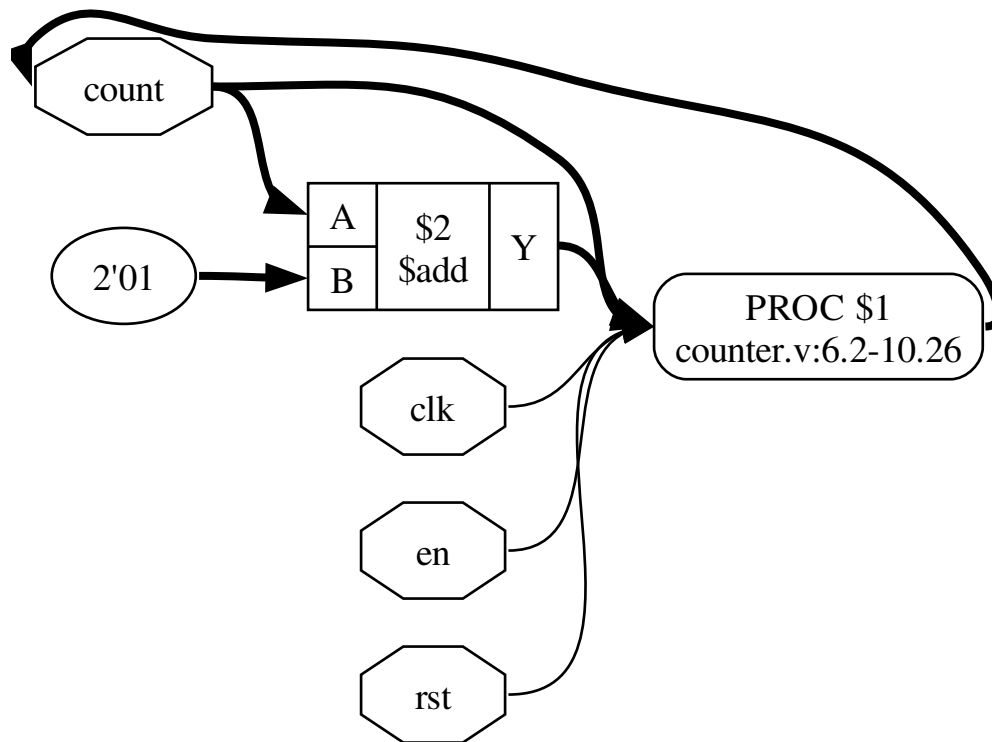 count
A
$2
$add
Y
2'01
B
PROC $1
counter.v:6.2-10.26
clk
en
rst